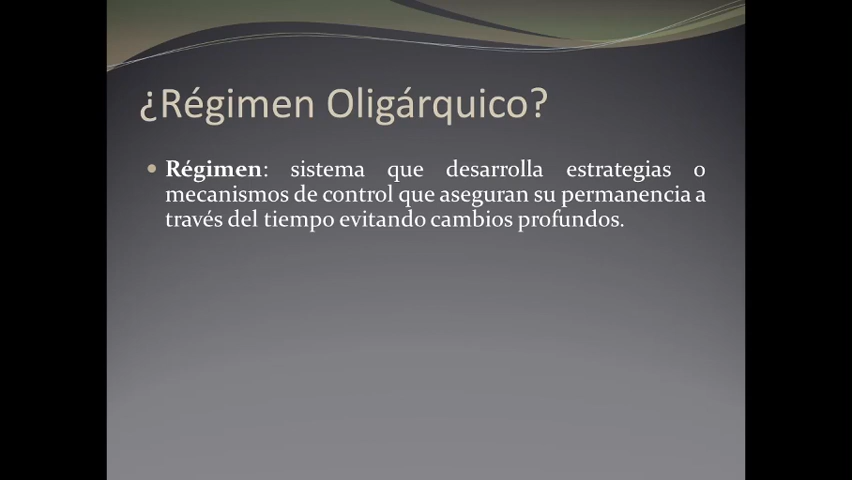 ¿Régimen Oligárquico?
Régimen: sistema que desarrolla estrategias o
mecanismos de control que aseguran su permanencia a
través del tiempo evitando cambios profundos.